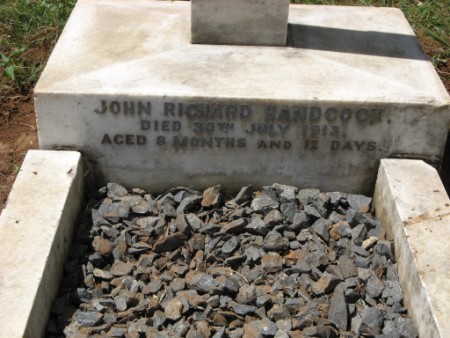 JOHN RICHARD HANDCOCK.
DIED 30TH JULY 1913.
AGED 8 MONTHS AND 12 DAYS.